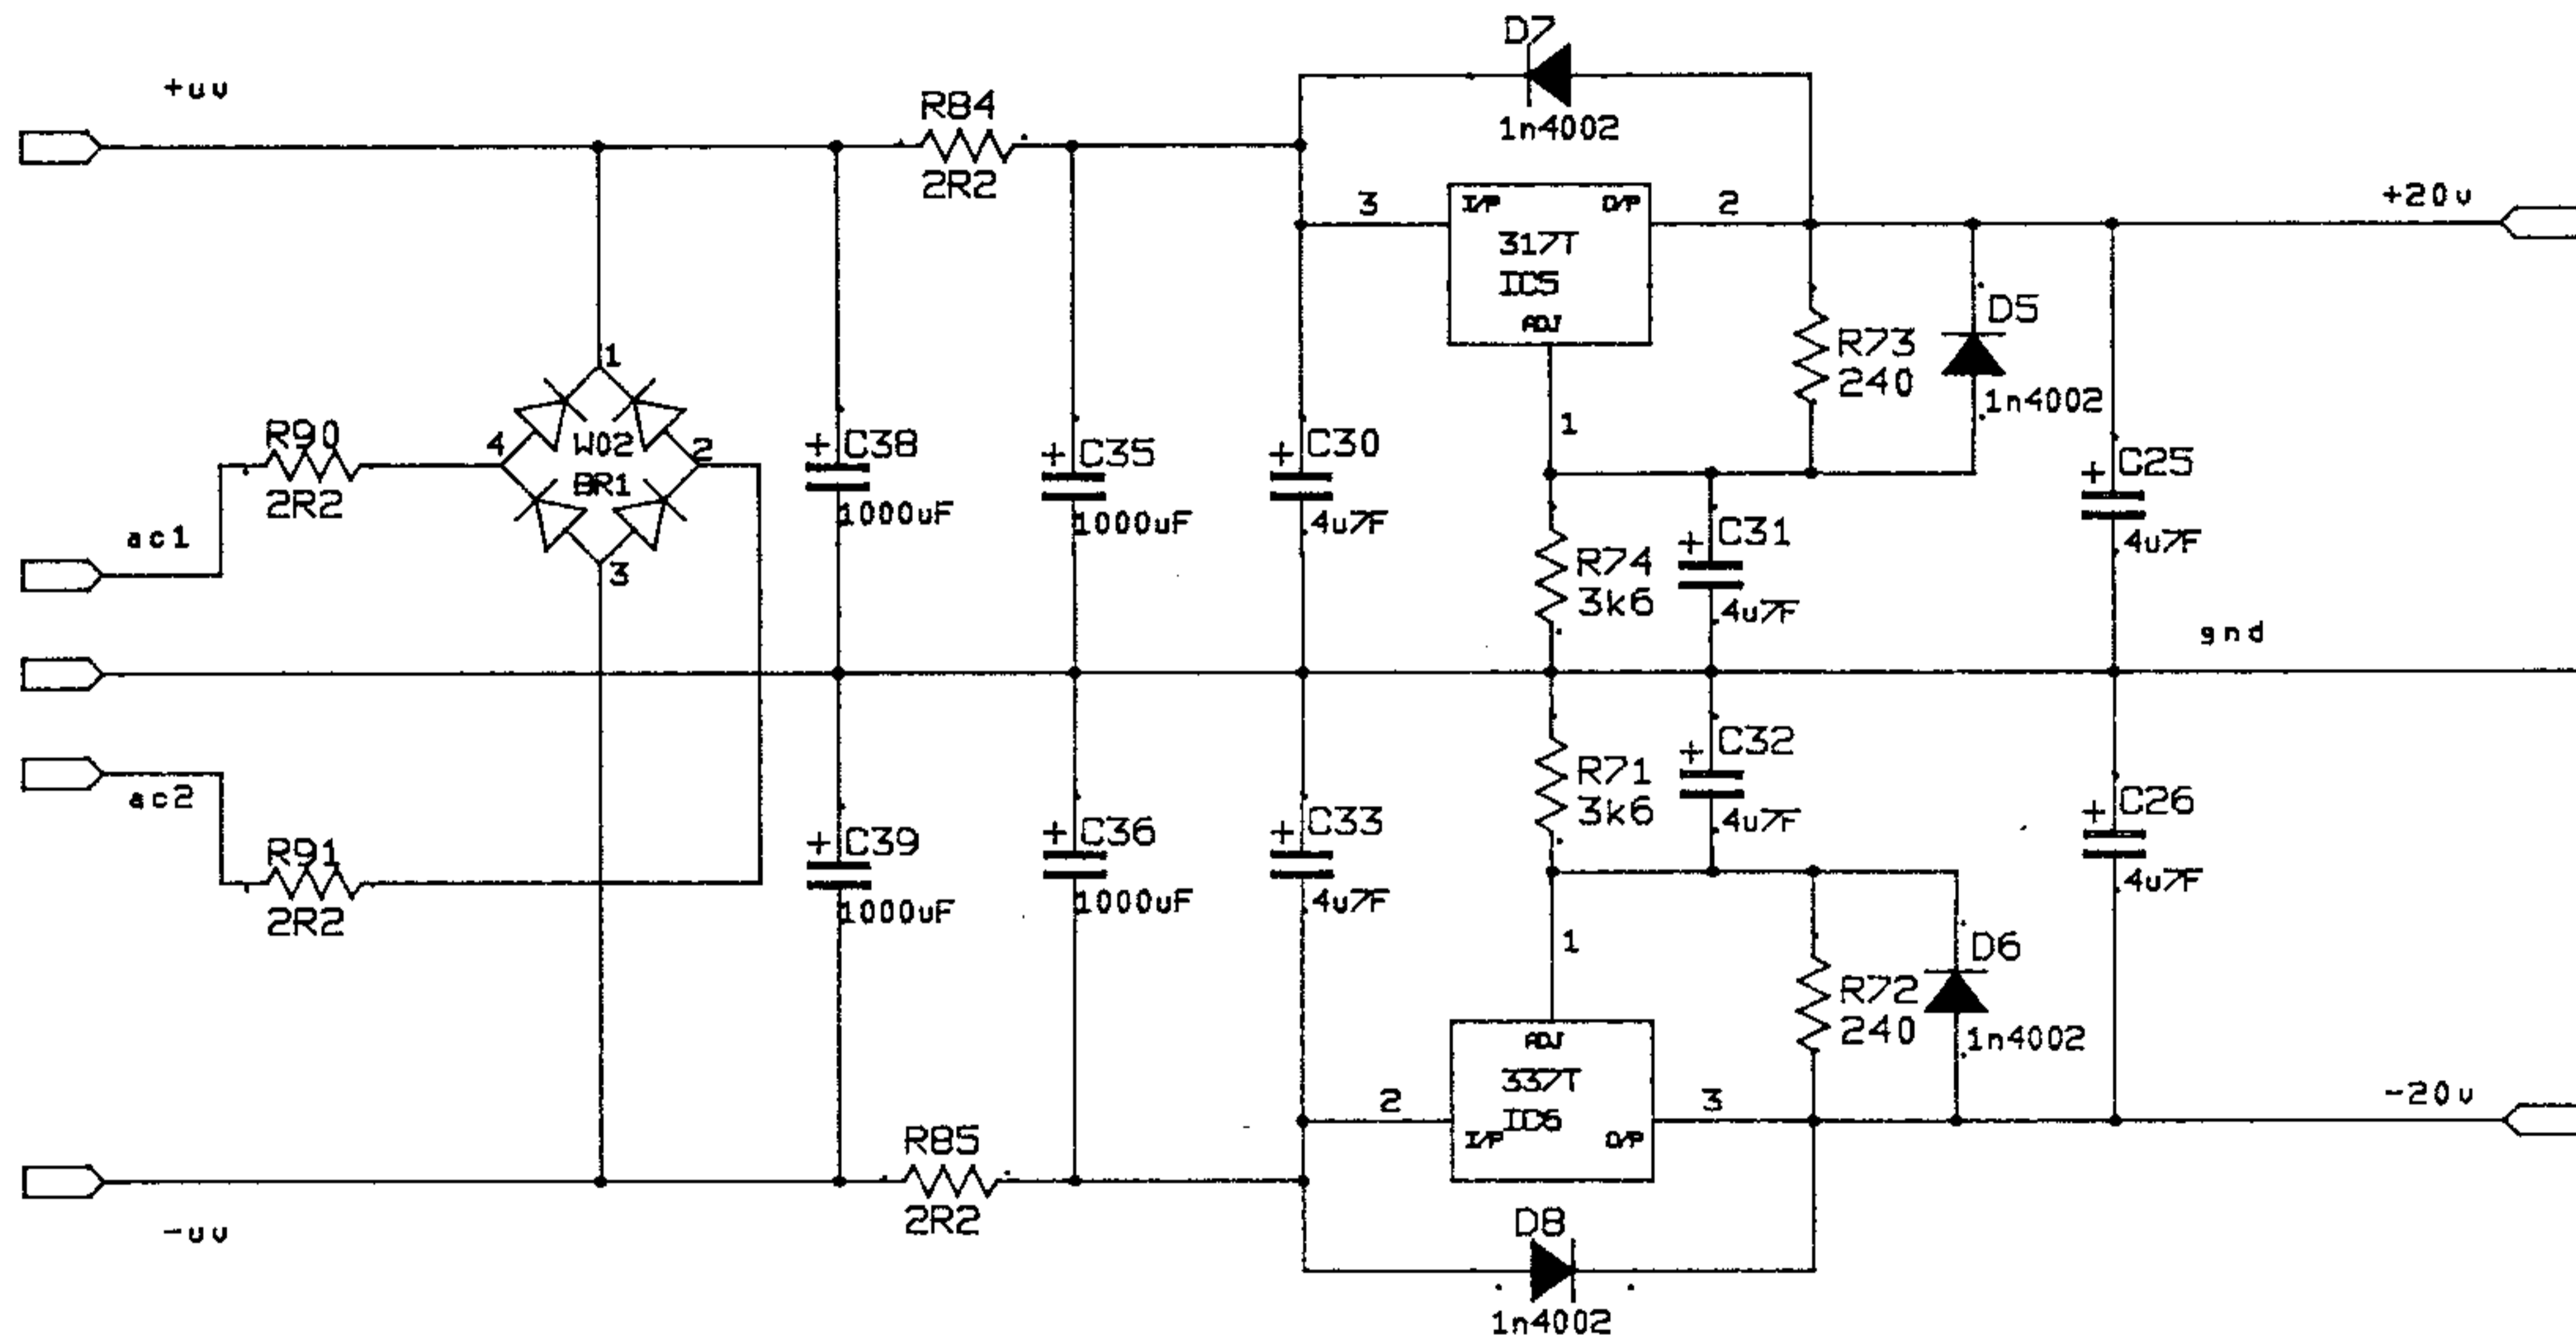 D7
1n4002
+uv
R84
2R2
+20v
3
I/P
O/P
2
317T
IC5
ADJ
D5
1n4002
R73
240
1
1
R90
2R2
4
W02
2
BR1
3
+
C38
1000uF
+
C35
1000uF
+
C30
4u7F
+
C25
4u7F
ac1
R74
3k6
+
C31
4u7F
gnd
ac2
R91
2R2
+
C39
1000uF
+
C36
1000uF
+
C33
4u7F
R71
3k6
+
C32
4u7F
+
C26
4u7F
1
R72
240
D6
1n4002
ADJ
337T
IC6
2
I/P
O/P
3
-20v
R85
2R2
-uv
D8
1n4002